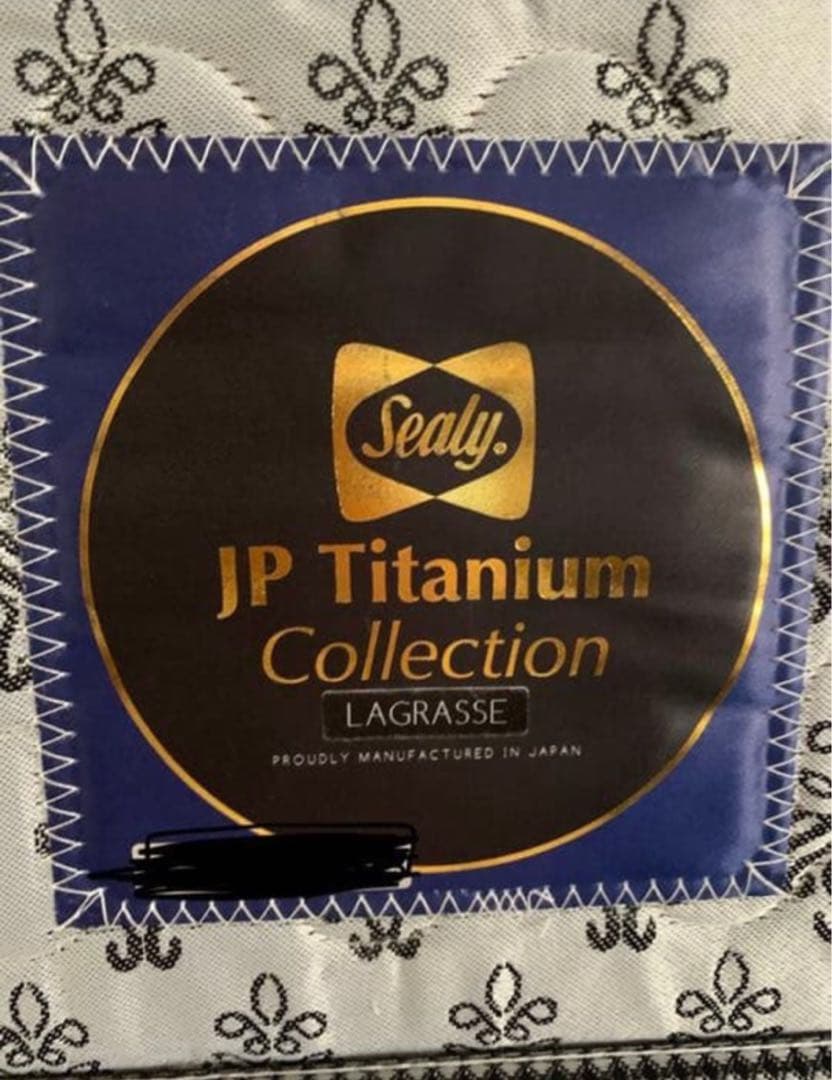 Sealy.
JP Titanium
Collection
LAGRASSE
PROUDLY MANUFACTURED IN JAPAN